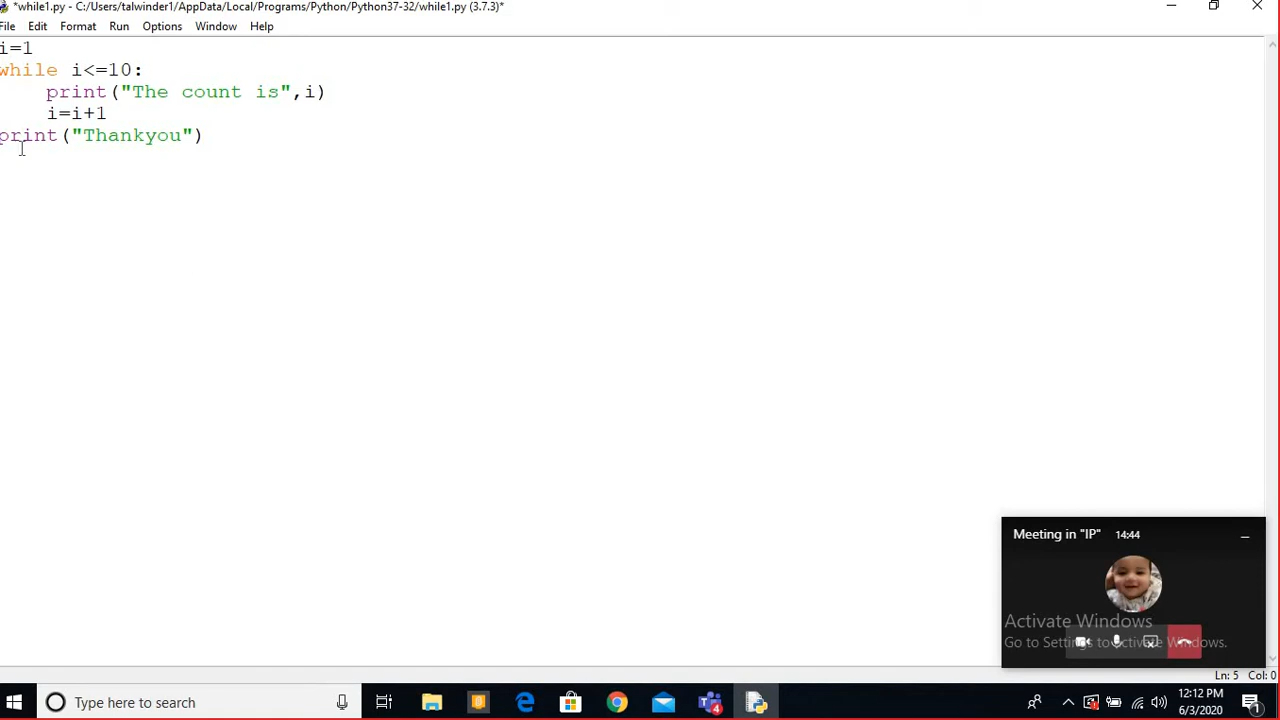 *while1.py - C:/Users/talwinder1/AppData/Local/Programs/Python/Python37-32/while1.py (3.7.3)*
File Edit Format Run Options Window Help
i=1
while i<=10:
    print("The count is",i)
    i=i+1
print("Thankyou")
Meeting in "IP" 14:44
Activate Windows
Go to Settings to Activate Windows.
Ln: 5 Col: 0
Type here to search
4
12:12 PM
6/3/2020
1